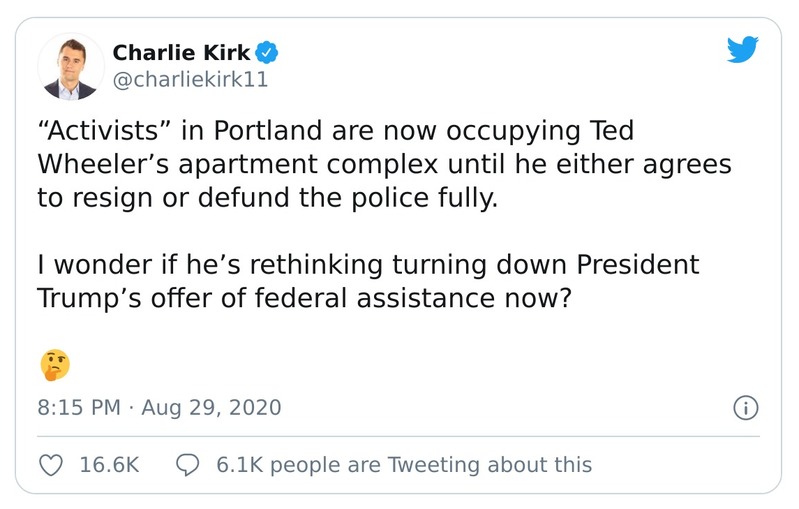 Charlie Kirk
@charliekirk11
“Activists” in Portland are now occupying Ted
Wheeler’s apartment complex until he either agrees
to resign or defund the police fully.
I wonder if he’s rethinking turning down President
Trump’s offer of federal assistance now?
🤔
8:15 PM · Aug 29, 2020
16.6K
6.1K people are Tweeting about this